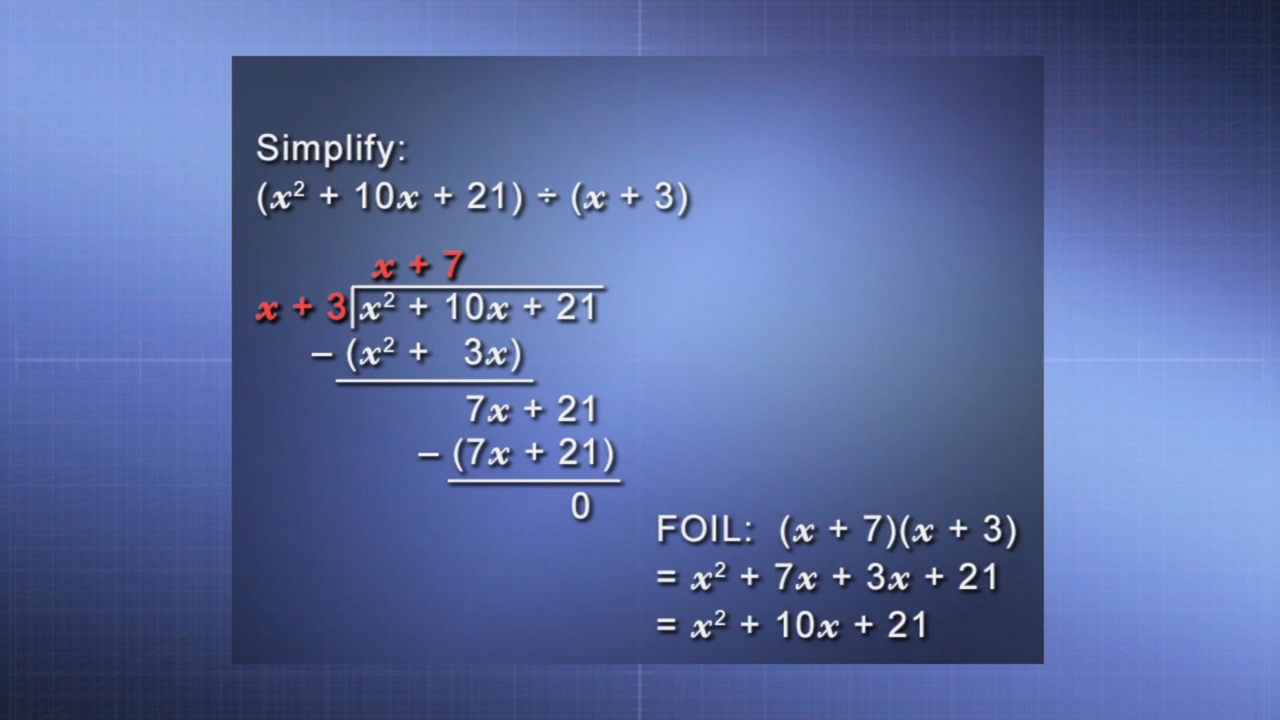 Simplify:
(x² + 10x + 21) ÷ (x + 3)
x + 7
x + 3 x² + 10x + 21
– (x² + 3x)
7x + 21
– (7x + 21)
0
FOIL: (x + 7)(x + 3)
= x² + 7x + 3x + 21
= x² + 10x + 21